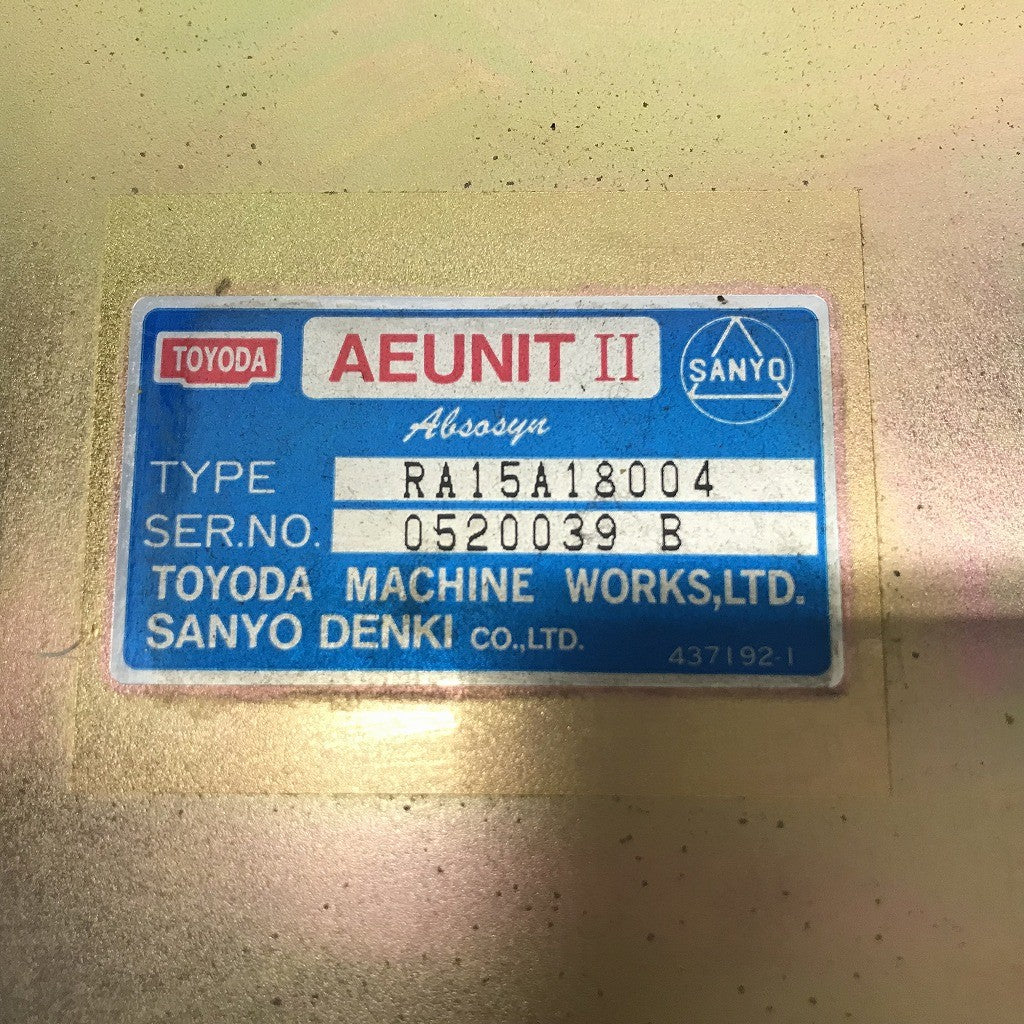 TOYODA AEUNIT II SANYO
Absosyn
TYPE RA15A18004
SER.NO. 0520039 B
TOYODA MACHINE WORKS,LTD.
SANYO DENKI CO.,LTD.
437192-1